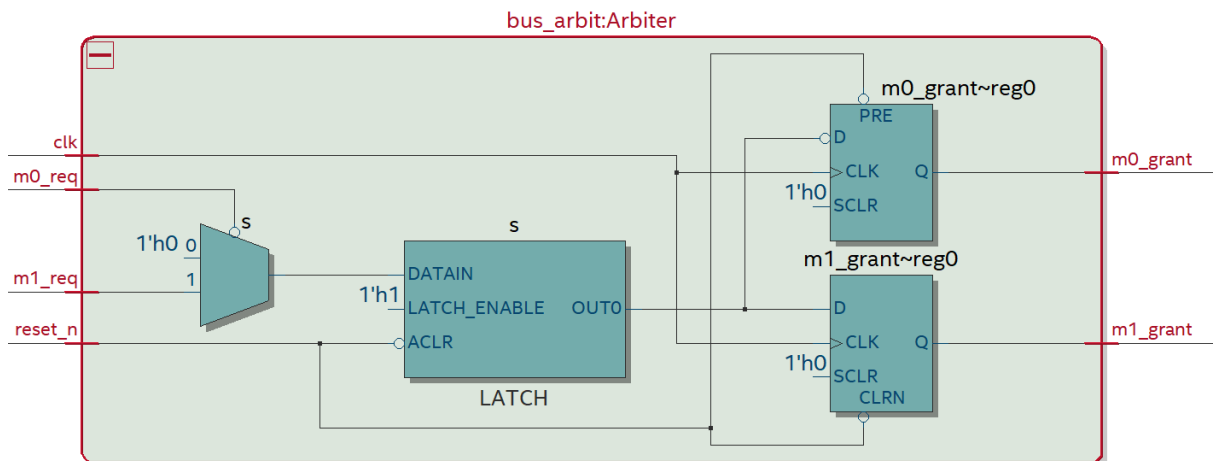 bus_arbit:Arbiter
m0_grant~reg0
PRE
D
clk
m0_grant
CLK Q
m0_req
1'h0
SCLR
s
s
1'h0 0
m1_grant~reg0
m1_req
1
DATAIN
1'h1
LATCH_ENABLE OUT0
D
reset_n
ACLR
CLK Q
m1_grant
1'h0
SCLR
LATCH
CLRN